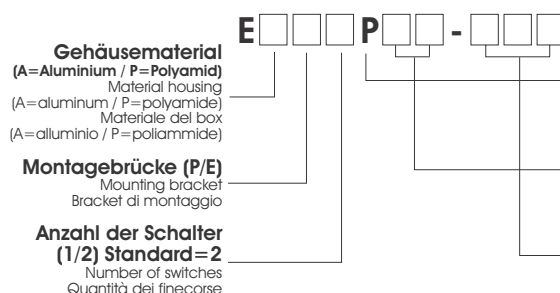 E P -
Gehäusematerial
(A=Aluminium / P=Polyamid)
Material housing
(A=aluminum / P=polyamide)
Materiale del box
(A=alluminio / P=poliammide)
Montagebrücke (P/E)
Mounting bracket
Bracket di montaggio
Anzahl der Schalter
(1/2) Standard=2
Number of switches
Quantità dei finecorse